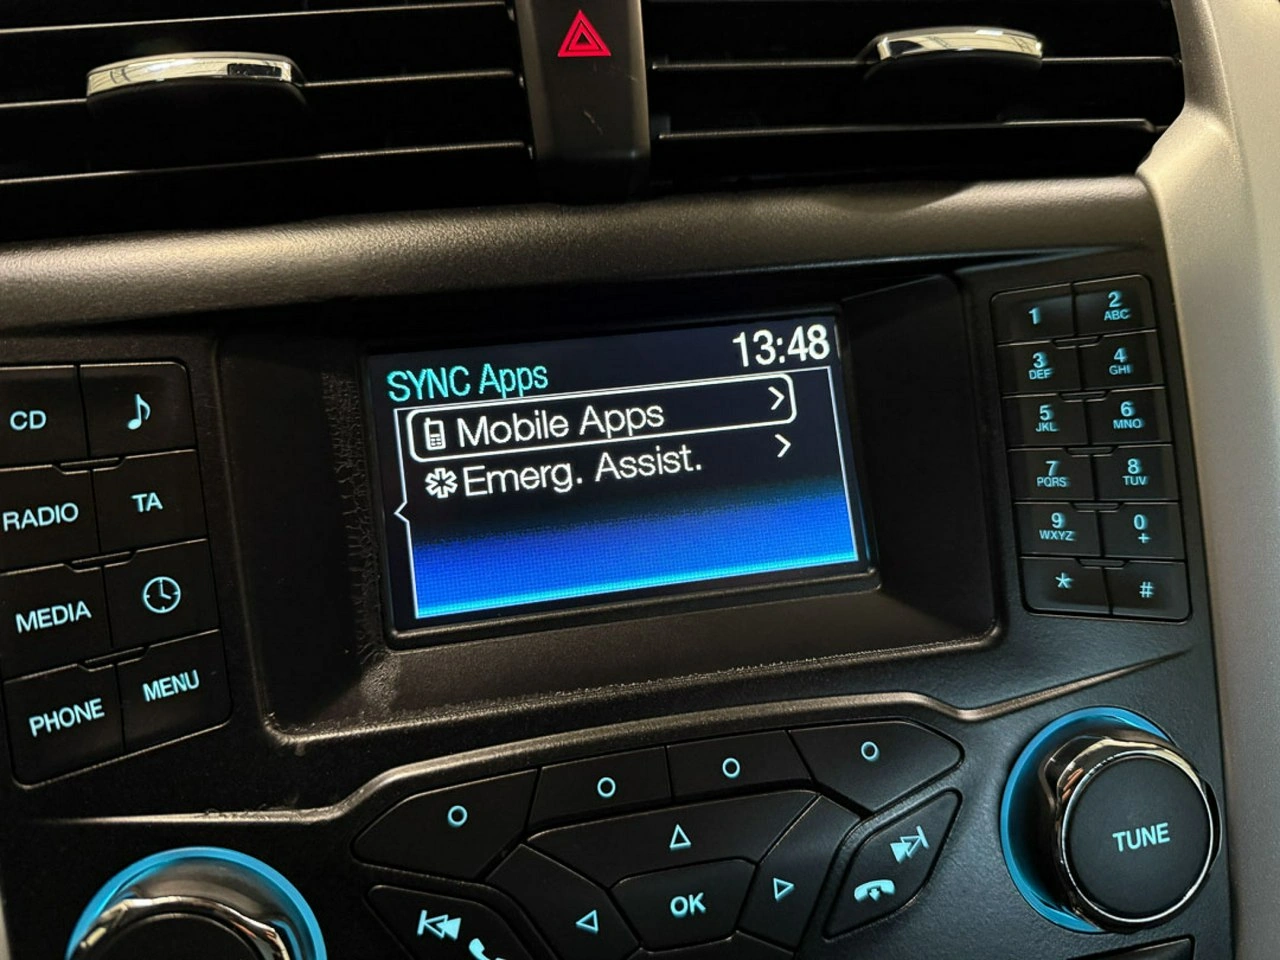 13:48
SYNC Apps
Mobile Apps
Emerg. Assist.
CD
RADIO
TA
MEDIA
PHONE
MENU
1
2
ABC
3
DEF
4
GHI
5
JKL
6
MNO
7
PQRS
8
TUV
9
WXYZ
0
+
*
#
OK
TUNE